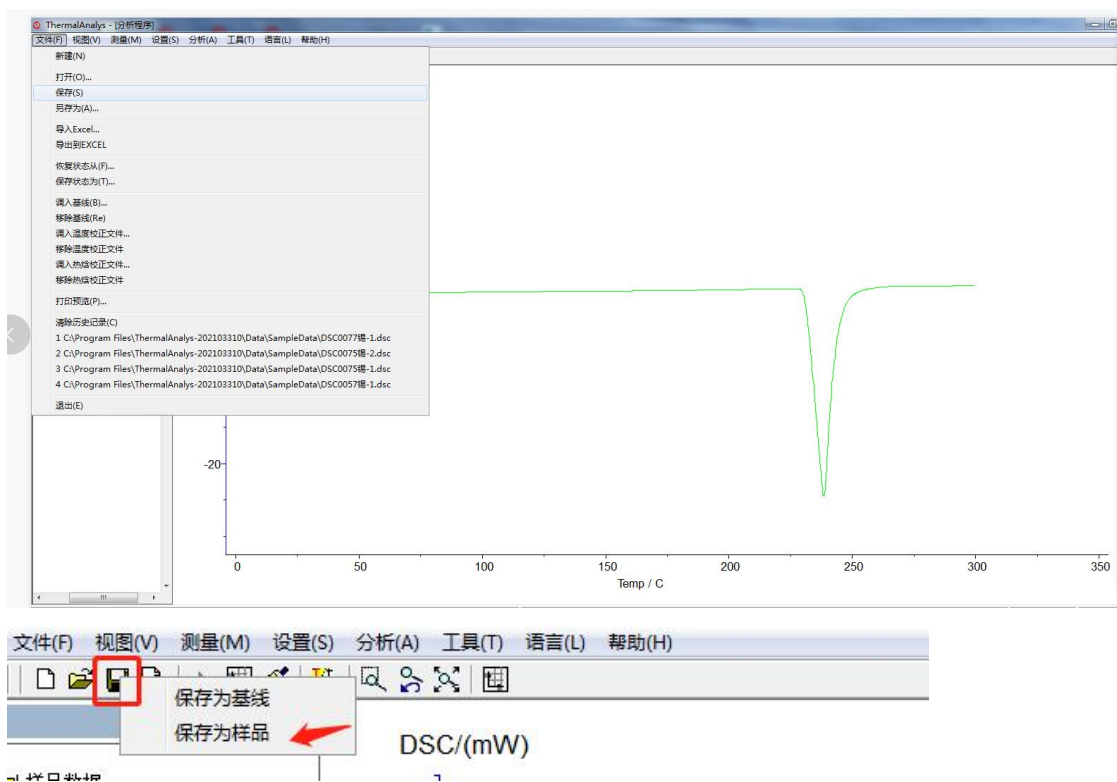 ThermalAnalys - [分析程序]
文件(F) 视图(V) 测量(M) 设置(S) 分析(A) 工具(T) 语言(L) 帮助(H)
新建(N)
打开(O)...
保存(S)
另存为(A)...
导入Excel...
导出到EXCEL
恢复状态从(F)...
保存状态为(T)...
调入基线(B)...
移除基线(Re)
调入温度校正文件...
移除温度校正文件
调入热焓校正文件...
移除热焓校正文件
打印预览(P)...
清除历史记录(C)
1 C:\Program Files\ThermalAnalys-202103310\Data\SampleData\DSC0077锡-1.dsc
2 C:\Program Files\ThermalAnalys-202103310\Data\SampleData\DSC0075锡-2.dsc
3 C:\Program Files\ThermalAnalys-202103310\Data\SampleData\DSC0075锡-1.dsc
4 C:\Program Files\ThermalAnalys-202103310\Data\SampleData\DSC0057锡-1.dsc
退出(E)
-20
0 50 100 150 200 250 300 350
Temp / C
文件(F) 视图(V) 测量(M) 设置(S) 分析(A) 工具(T) 语言(L) 帮助(H)
保存为基线
保存为样品
DSC/(mW)
样品数据